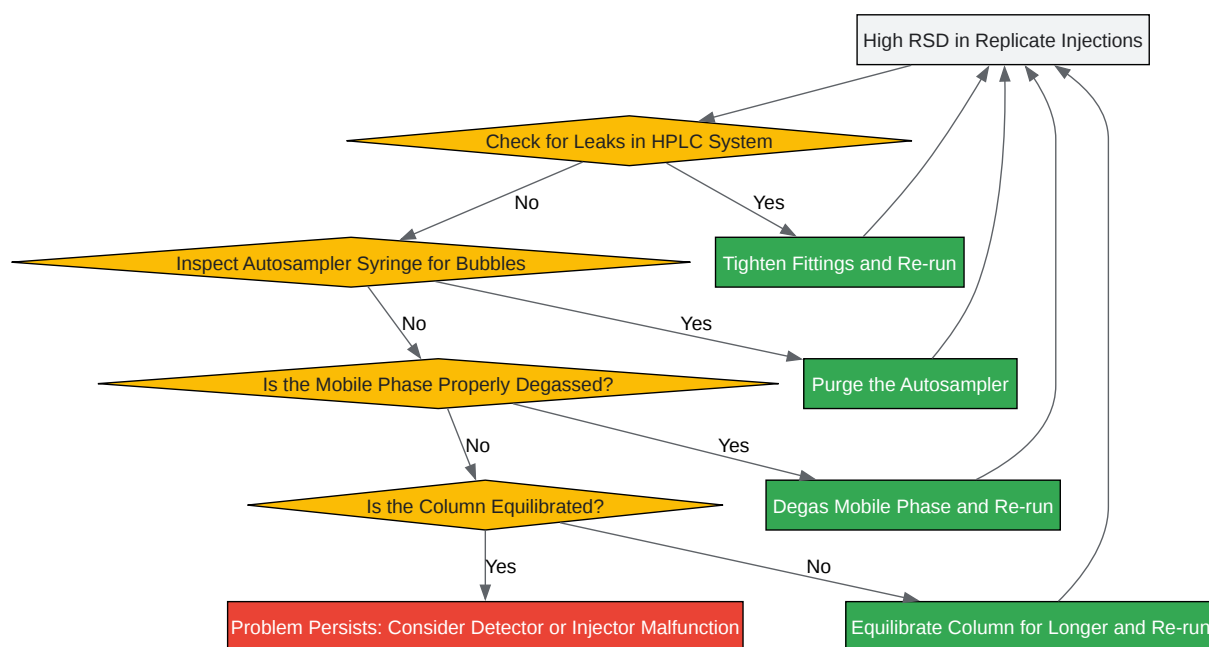 High RSD in Replicate Injections
Check for Leaks in HPLC System
No
Yes
Inspect Autosampler Syringe for Bubbles
Tighten Fittings and Re-run
No
Yes
Is the Mobile Phase Properly Degassed?
Purge the Autosampler
No
Yes
Is the Column Equilibrated?
Degas Mobile Phase and Re-run
Yes
No
Problem Persists: Consider Detector or Injector Malfunction
Equilibrate Column for Longer and Re-run